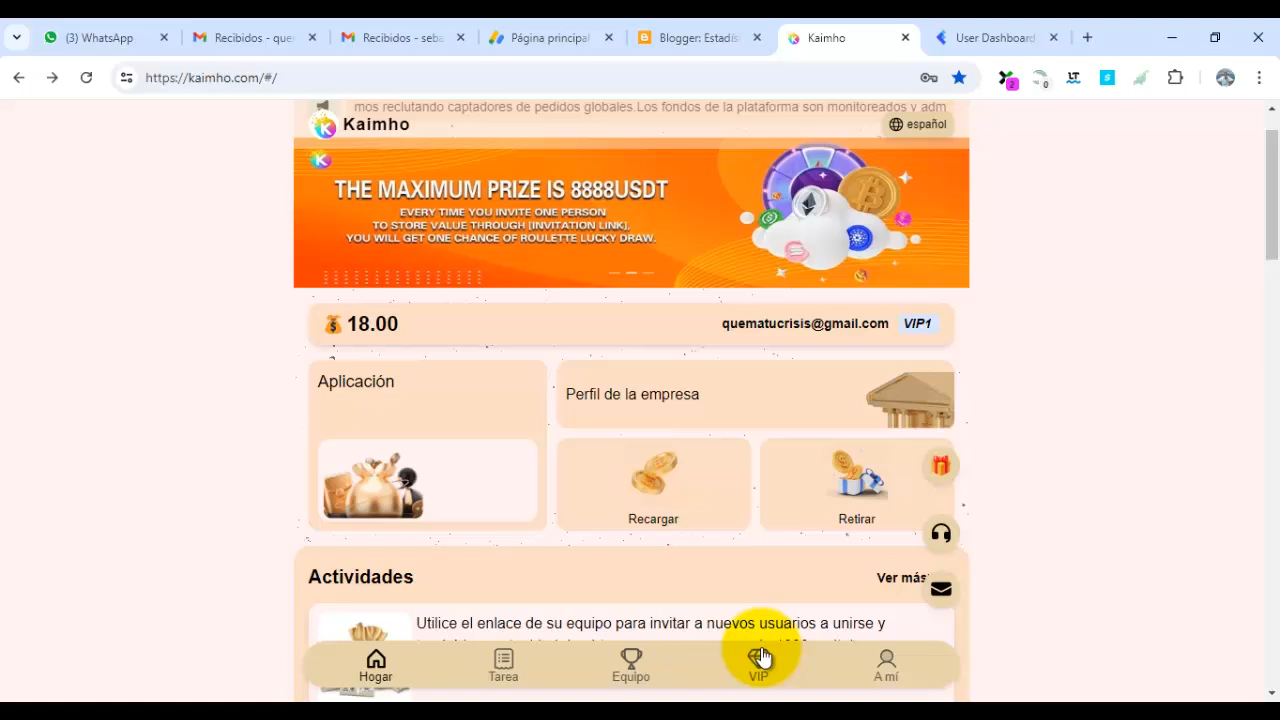 (3) WhatsApp
Recibidos - que
Recibidos - seba
Página principal
Blogger: Estadís
Kaimho
User Dashboard
https://kaimho.com/#/
2
0
LT
mos reclutando captadores de pedidos globales.Los fondos de la plataforma son monitoreados y adm
Kaimho
español
K
THE MAXIMUM PRIZE IS 8888USDT
EVERY TIME YOU INVITE ONE PERSON
TO STORE VALUE THROUGH [INVITATION LINK],
YOU WILL GET ONE CHANCE OF ROULETTE LUCKY DRAW.
18.00
quematucrisis@gmail.com
VIP1
Aplicación
Perfil de la empresa
Recargar
Retirar
Actividades
Ver más
Utilice el enlace de su equipo para invitar a nuevos usuarios a unirse y
Hogar
Tarea
Equipo
VIP
A mí